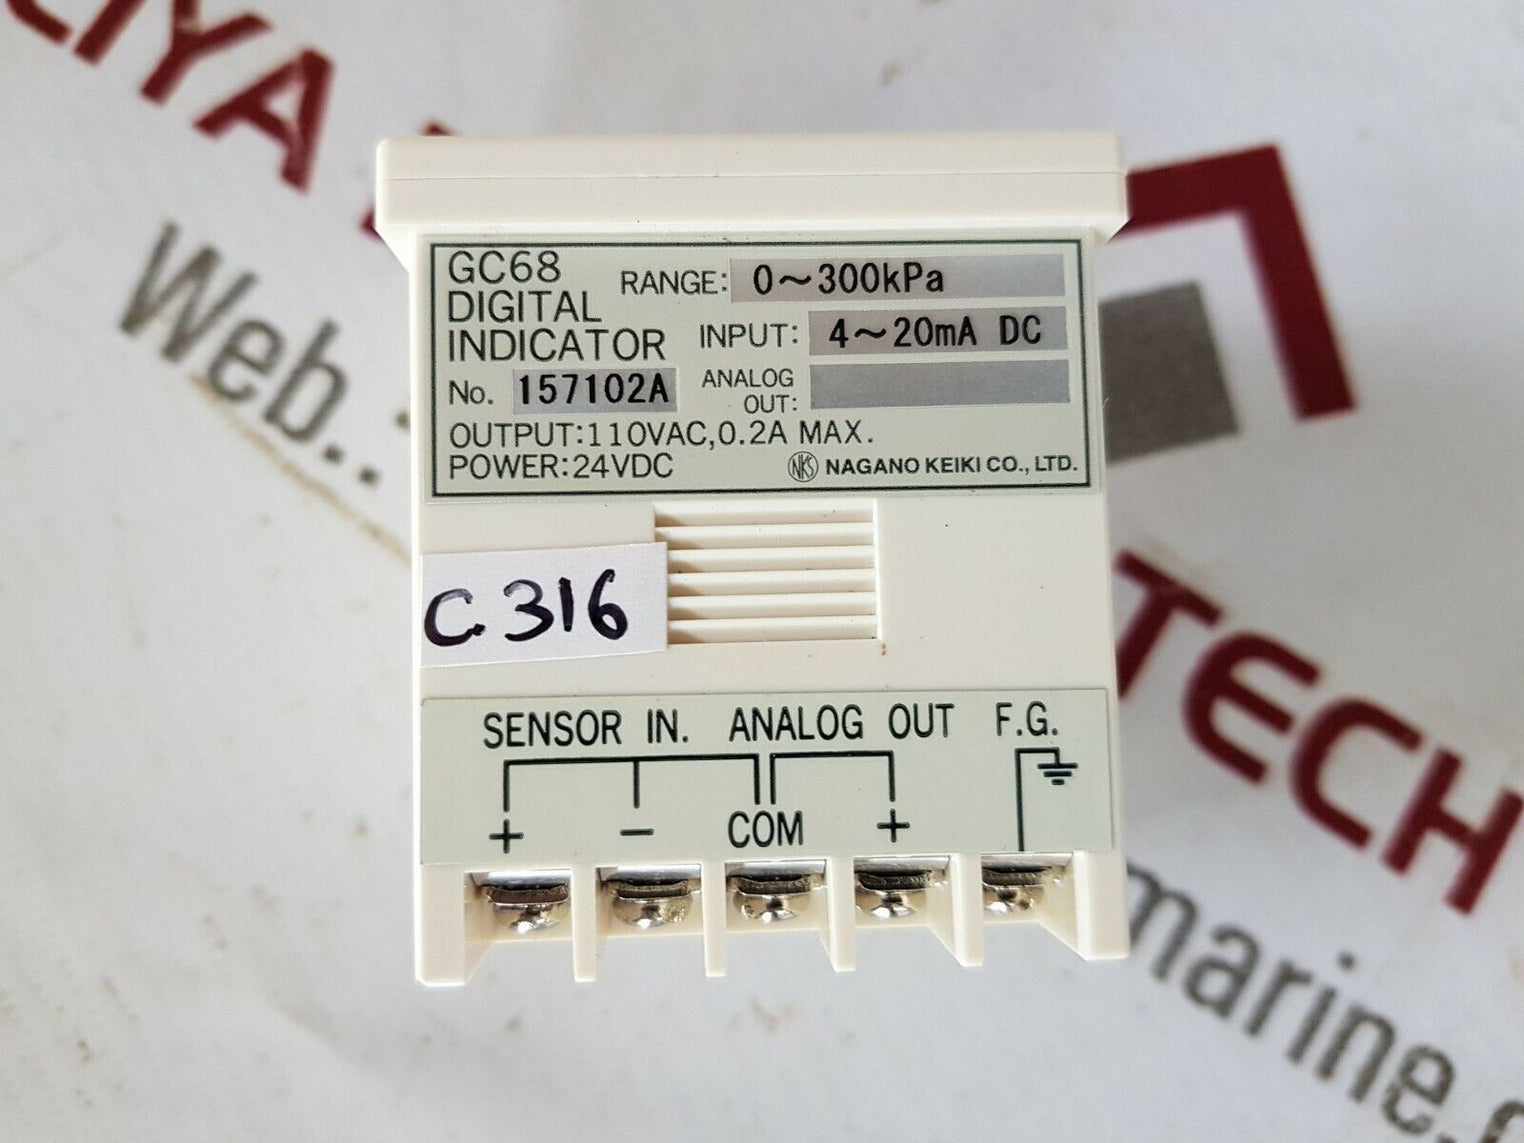 GC68
DIGITAL
INDICATOR
No. 157102A
RANGE: 0～300kPa
INPUT: 4～20mA DC
ANALOG
OUT:
OUTPUT:110VAC,0.2A MAX.
POWER:24VDC
NKS NAGANO KEIKI CO., LTD.
C.316
SENSOR IN. ANALOG OUT F.G.
+ − COM +
Web.:
TECH
marine.